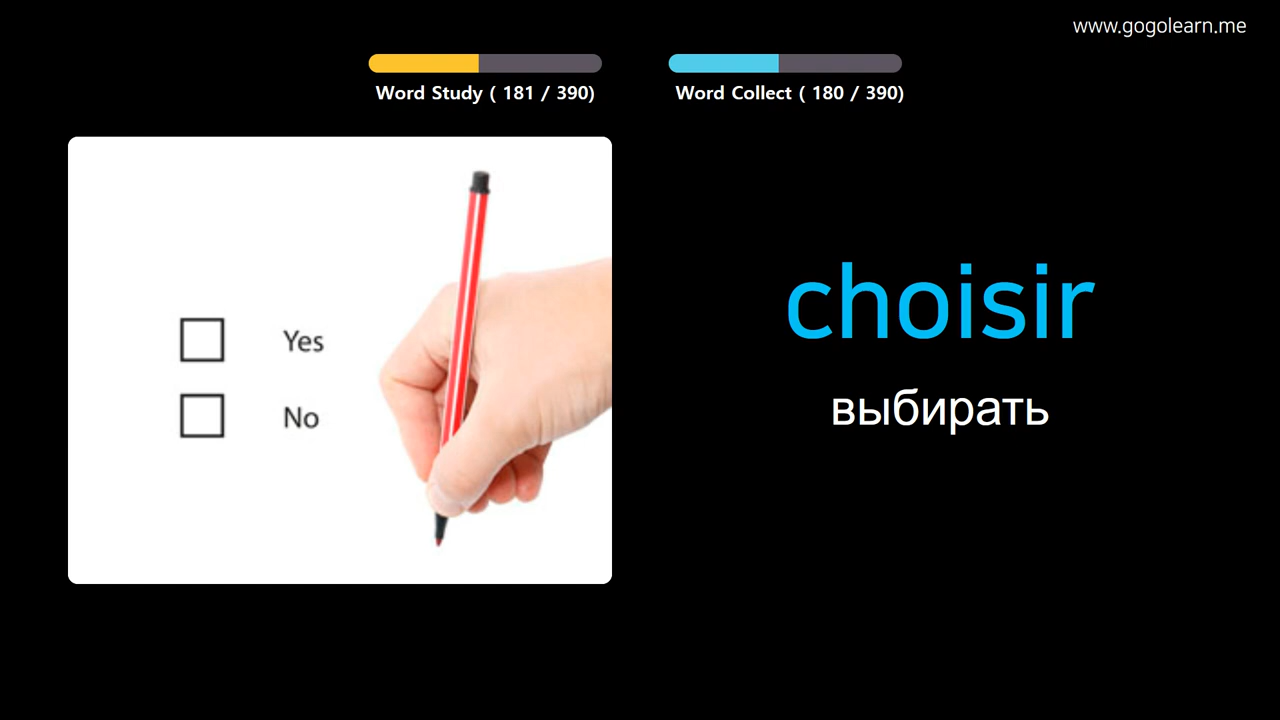 www.gogolearn.me
Word Study ( 181 / 390)
Word Collect ( 180 / 390)
Yes
No
choisir
выбирать